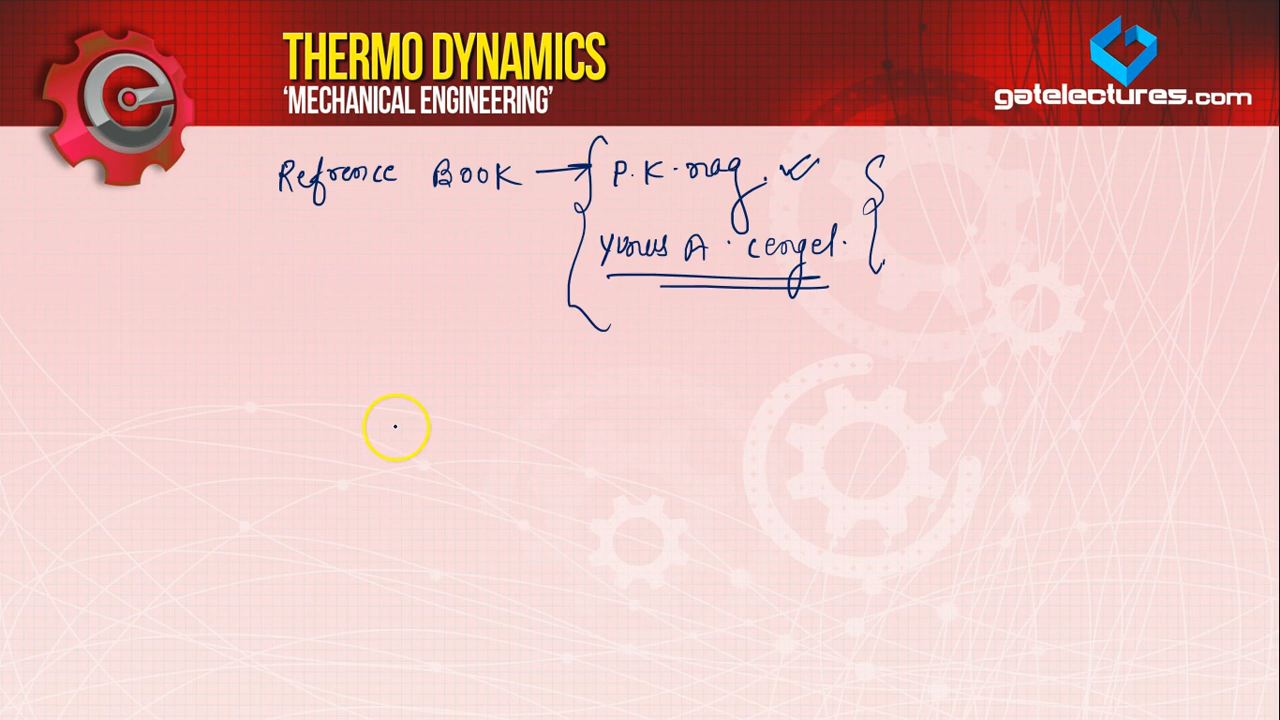 THERMO DYNAMICS
‘MECHANICAL ENGINEERING’
gatelectures.com
Refrence Book → P.K.nag.
Yunus A. cengel.